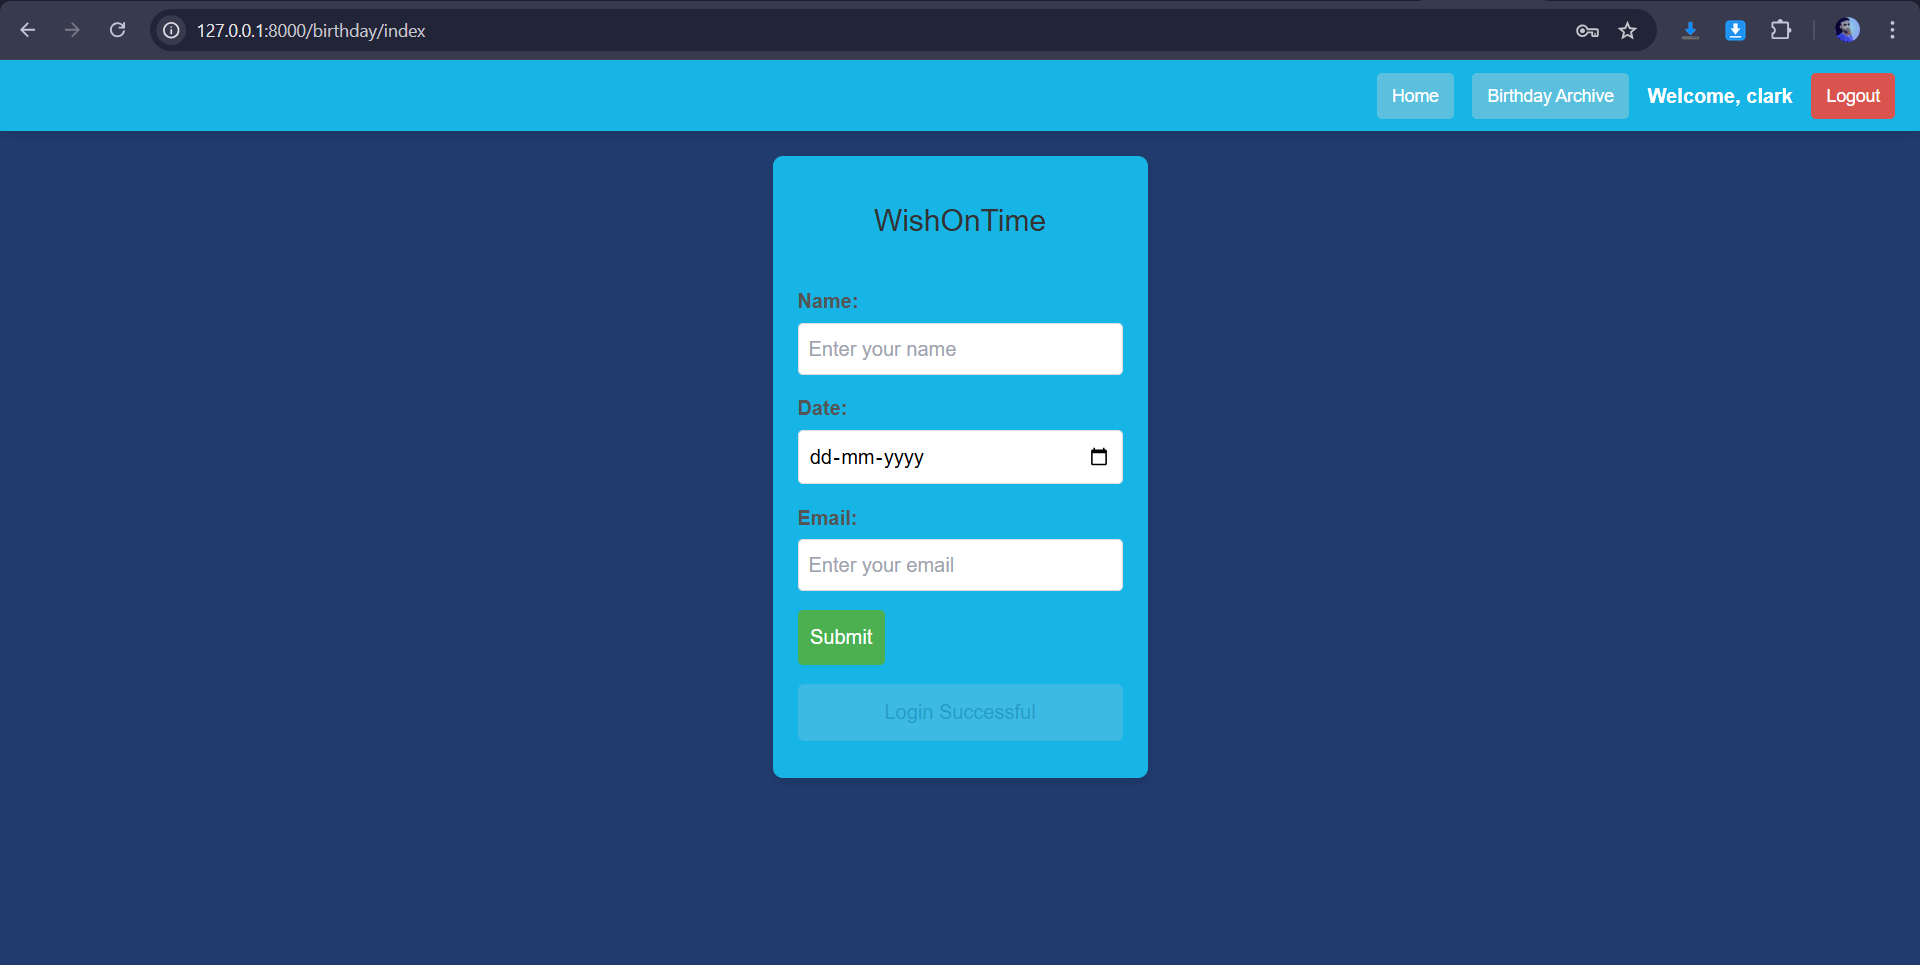 127.0.0.1:8000/birthday/index
Home Birthday Archive Welcome, clark Logout
WishOnTime
Name:
Enter your name
Date:
dd-mm-yyyy
Email:
Enter your email
Submit
Login Successful